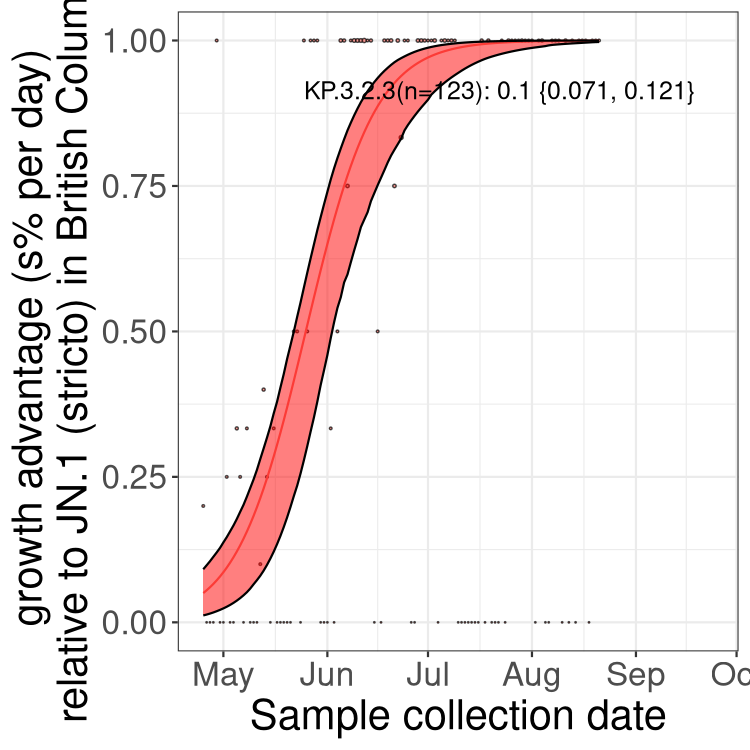 growth advantage (s% per day)
relative to JN.1 (stricto) in British Colum
1.00
0.75
0.50
0.25
0.00
KP.3.2.3(n=123): 0.1 {0.071, 0.121}
May Jun Jul Aug Sep Oc
Sample collection date